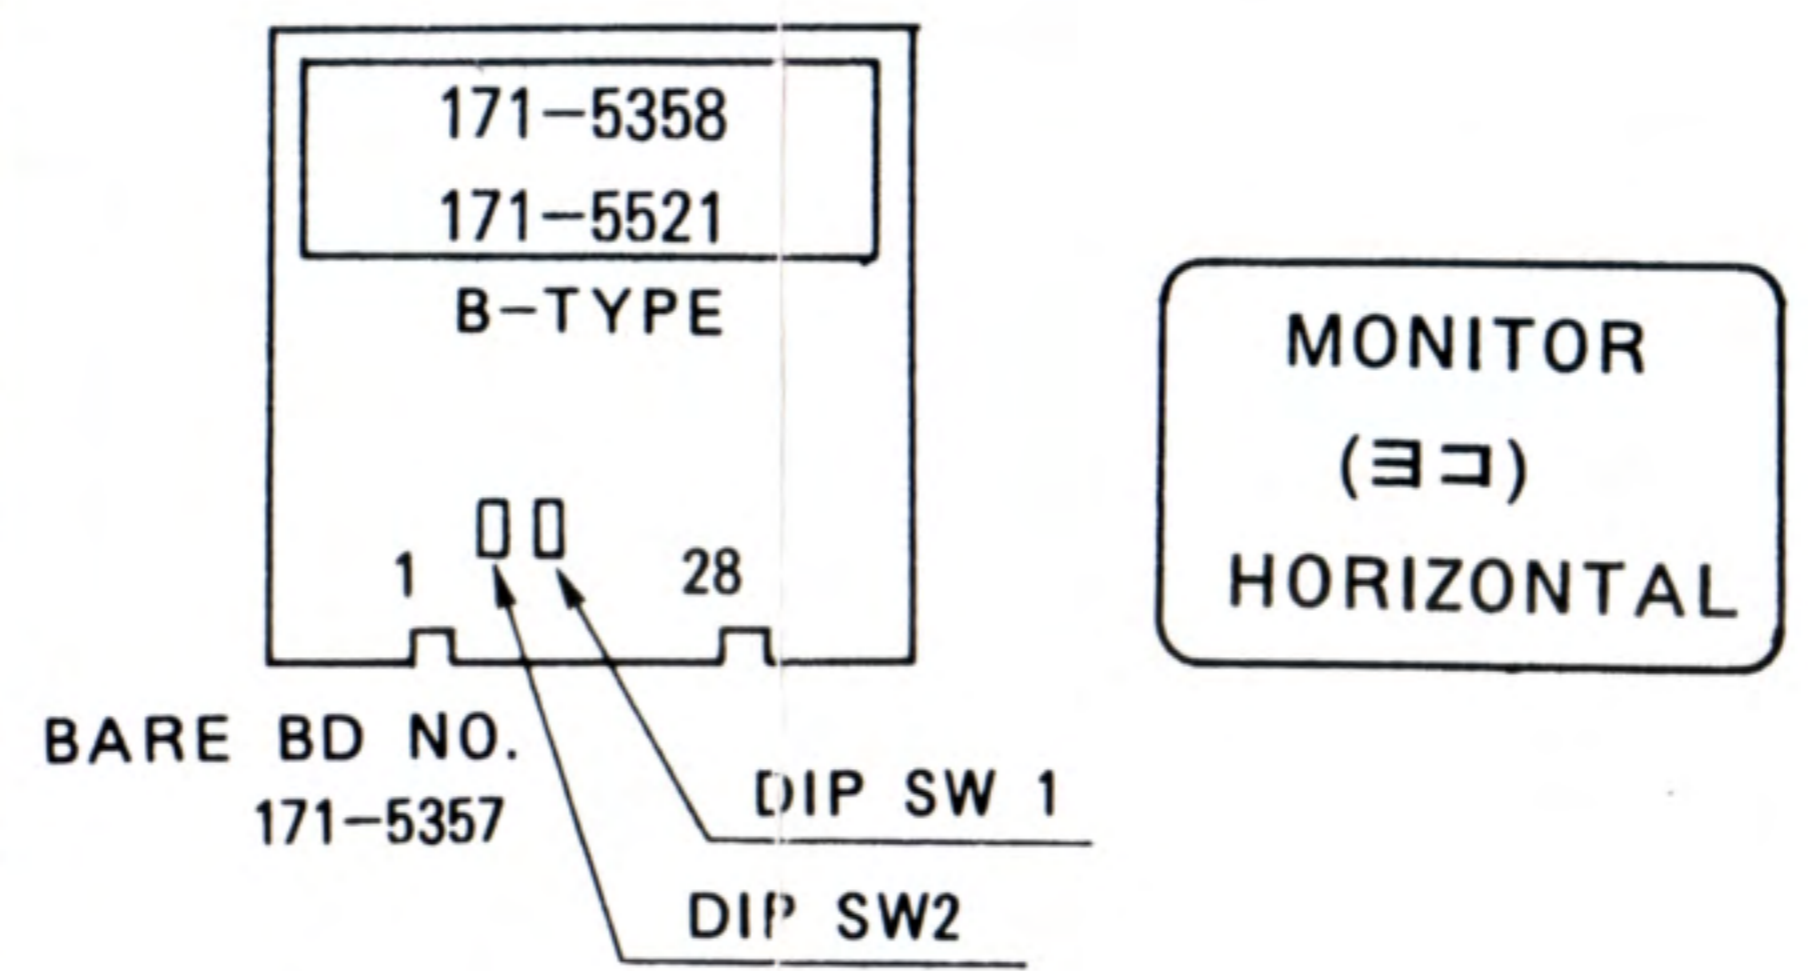 171-5358
171-5521
B-TYPE
1
28
BARE BD NO.
171-5357
DIP SW 1
DIP SW2
MONITOR
(ヨコ)
HORIZONTAL